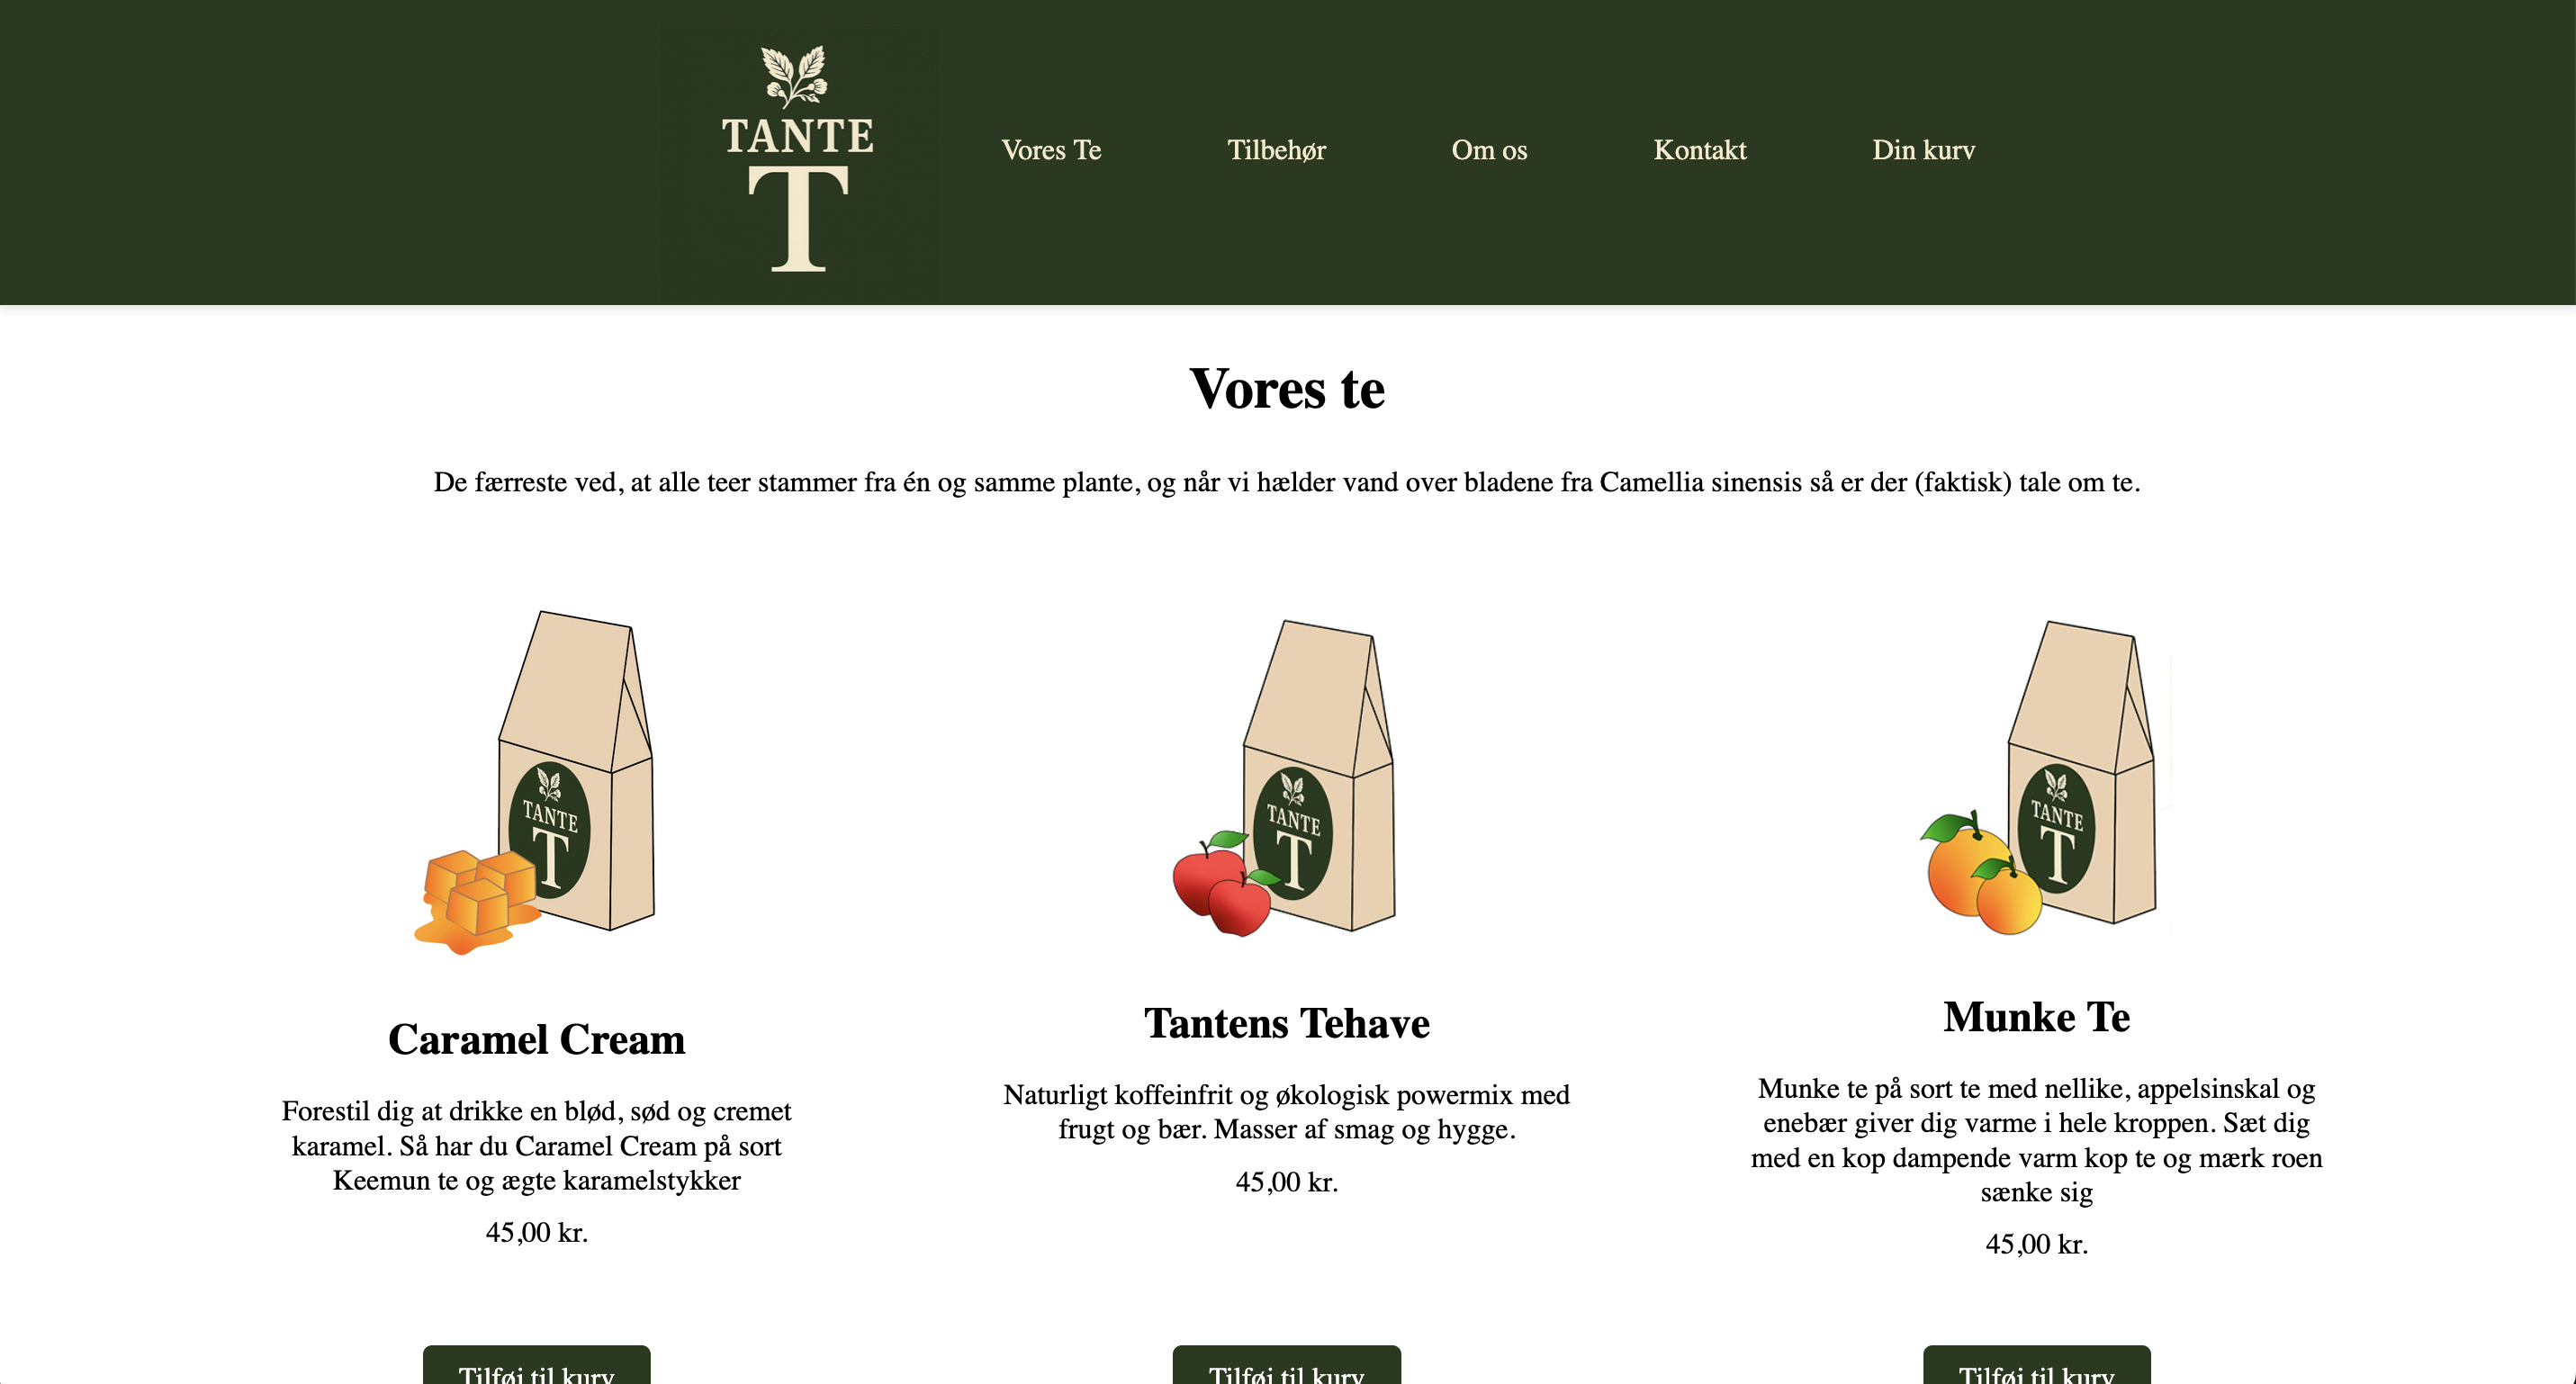 TANTE
T
Vores Te
Tilbehør
Om os
Kontakt
Din kurv
Vores te
De færreste ved, at alle teer stammer fra én og samme plante, og når vi hælder vand over bladene fra Camellia sinensis så er der (faktisk) tale om te.
TANTE
T
Caramel Cream
Forestil dig at drikke en blød, sød og cremet
karamel. Så har du Caramel Cream på sort
Keemun te og ægte karamelstykker
45,00 kr.
Tilføj til kurv
TANTE
T
Tantens Tehave
Naturligt koffeinfrit og økologisk powermix med
frugt og bær. Masser af smag og hygge.
45,00 kr.
Tilføj til kurv
TANTE
T
Munke Te
Munke te på sort te med nellike, appelsinskal og
enebær giver dig varme i hele kroppen. Sæt dig
med en kop dampende varm kop te og mærk roen
sænke sig
45,00 kr.
Tilføj til kurv